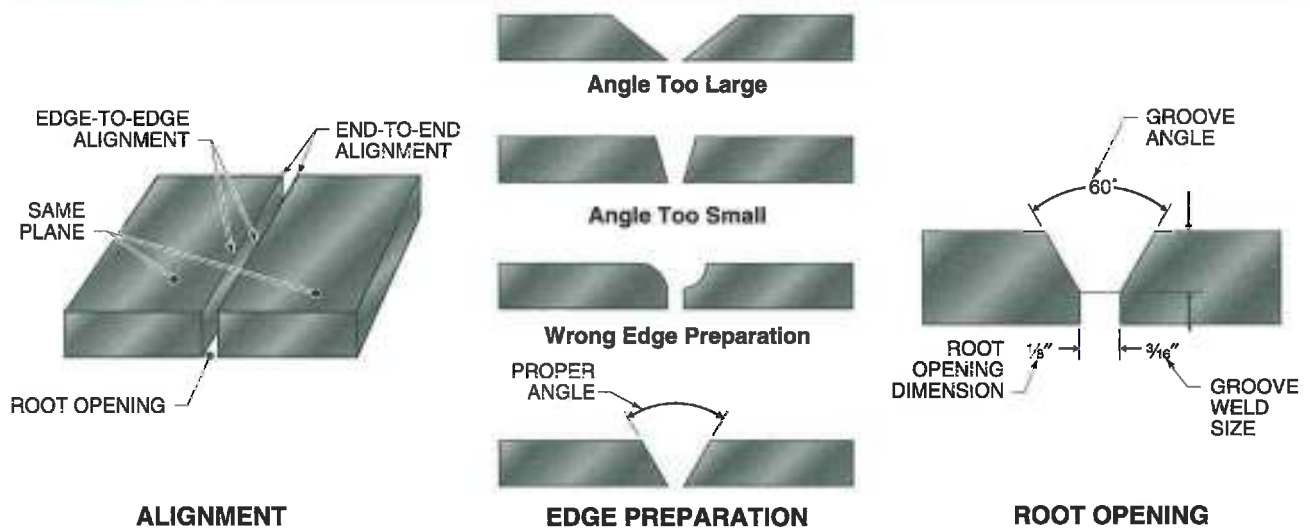 EDGE-TO-EDGE
ALIGNMENT
END-TO-END
ALIGNMENT
SAME
PLANE
ROOT OPENING
ALIGNMENT
Angle Too Large
Angle Too Small
Wrong Edge Preparation
PROPER
ANGLE
EDGE PREPARATION
GROOVE
ANGLE
60°
ROOT
OPENING
DIMENSION
1/8"
3/16"
GROOVE
WELD
SIZE
ROOT OPENING